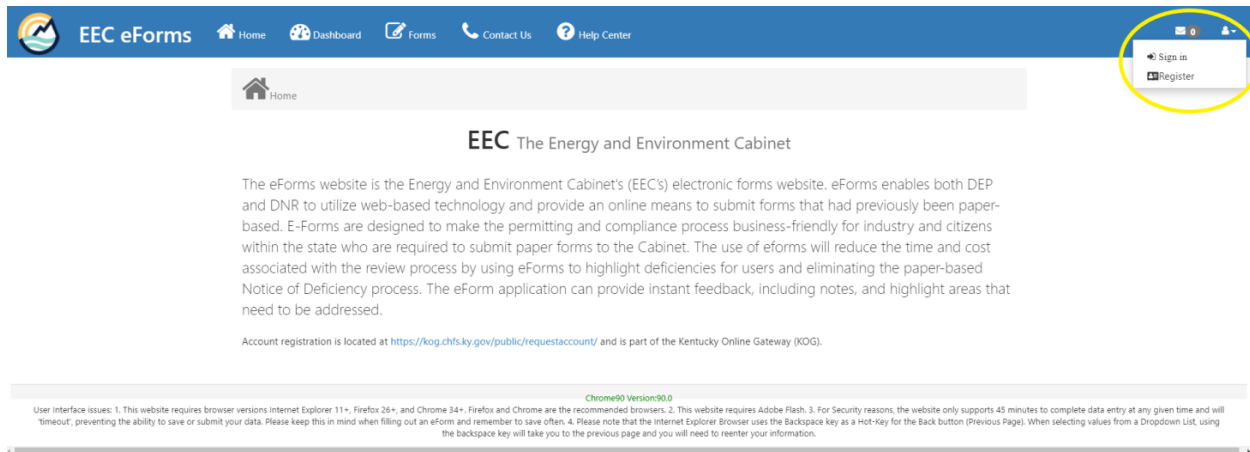 EEC eForms Home Dashboard Forms Contact Us Help Center 0
Sign in
Register
Home
EEC The Energy and Environment Cabinet
The eForms website is the Energy and Environment Cabinet's (EEC's) electronic forms website. eForms enables both DEP
and DNR to utilize web-based technology and provide an online means to submit forms that had previously been paper-
based. E-Forms are designed to make the permitting and compliance process business-friendly for industry and citizens
within the state who are required to submit paper forms to the Cabinet. The use of eforms will reduce the time and cost
associated with the review process by using eForms to highlight deficiencies for users and eliminating the paper-based
Notice of Deficiency process. The eForm application can provide instant feedback, including notes, and highlight areas that
need to be addressed.
Account registration is located at https://kog.chfs.ky.gov/public/requestaccount/ and is part of the Kentucky Online Gateway (KOG).
Chrome90 Version:90.0
User Interface issues: 1. This website requires browser versions Internet Explorer 11+, Firefox 26+, and Chrome 34+. Firefox and Chrome are the recommended browsers. 2. This website requires Adobe Flash. 3. For Security reasons, the website only supports 45 minutes to complete data entry at any given time and will
'timeout', preventing the ability to save or submit your data. Please keep this in mind when filling out an eForm and remember to save often. 4. Please note that the Internet Explorer Browser uses the Backspace key as a Hot-Key for the Back button (Previous Page). When selecting values from a Dropdown List, using
the backspace key will take you to the previous page and you will need to reenter your information.